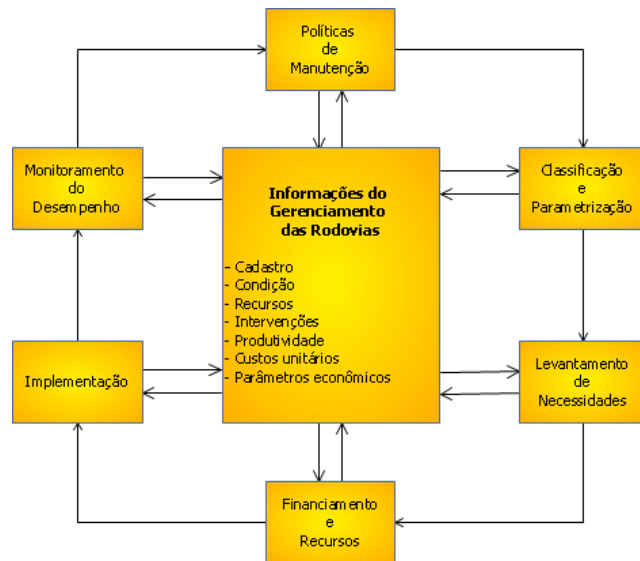 Políticas
de
Manutenção
Monitoramento
do
Desempenho
Informações do
Gerenciamento
das Rodovias
- Cadastro
- Condição
- Recursos
- Intervenções
- Produtividade
- Custos unitários
- Parâmetros econômicos
Classificação
e
Parametrização
Implementação
Levantamento
de
Necessidades
Financiamento
e
Recursos